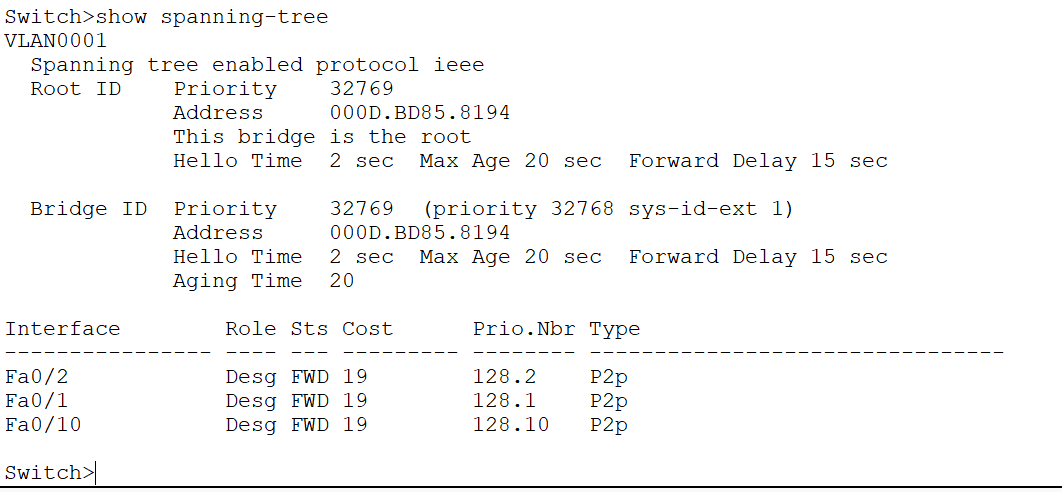 Switch>show spanning-tree
VLAN0001
  Spanning tree enabled protocol ieee
  Root ID    Priority    32769
             Address     000D.BD85.8194
             This bridge is the root
             Hello Time  2 sec  Max Age 20 sec  Forward Delay 15 sec

  Bridge ID  Priority    32769  (priority 32768 sys-id-ext 1)
             Address     000D.BD85.8194
             Hello Time  2 sec  Max Age 20 sec  Forward Delay 15 sec
             Aging Time  20

Interface        Role Sts Cost      Prio.Nbr Type
---------------- ---- --- --------- -------- --------------------------------
Fa0/2            Desg FWD 19        128.2    P2p
Fa0/1            Desg FWD 19        128.1    P2p
Fa0/10           Desg FWD 19        128.10   P2p

Switch>